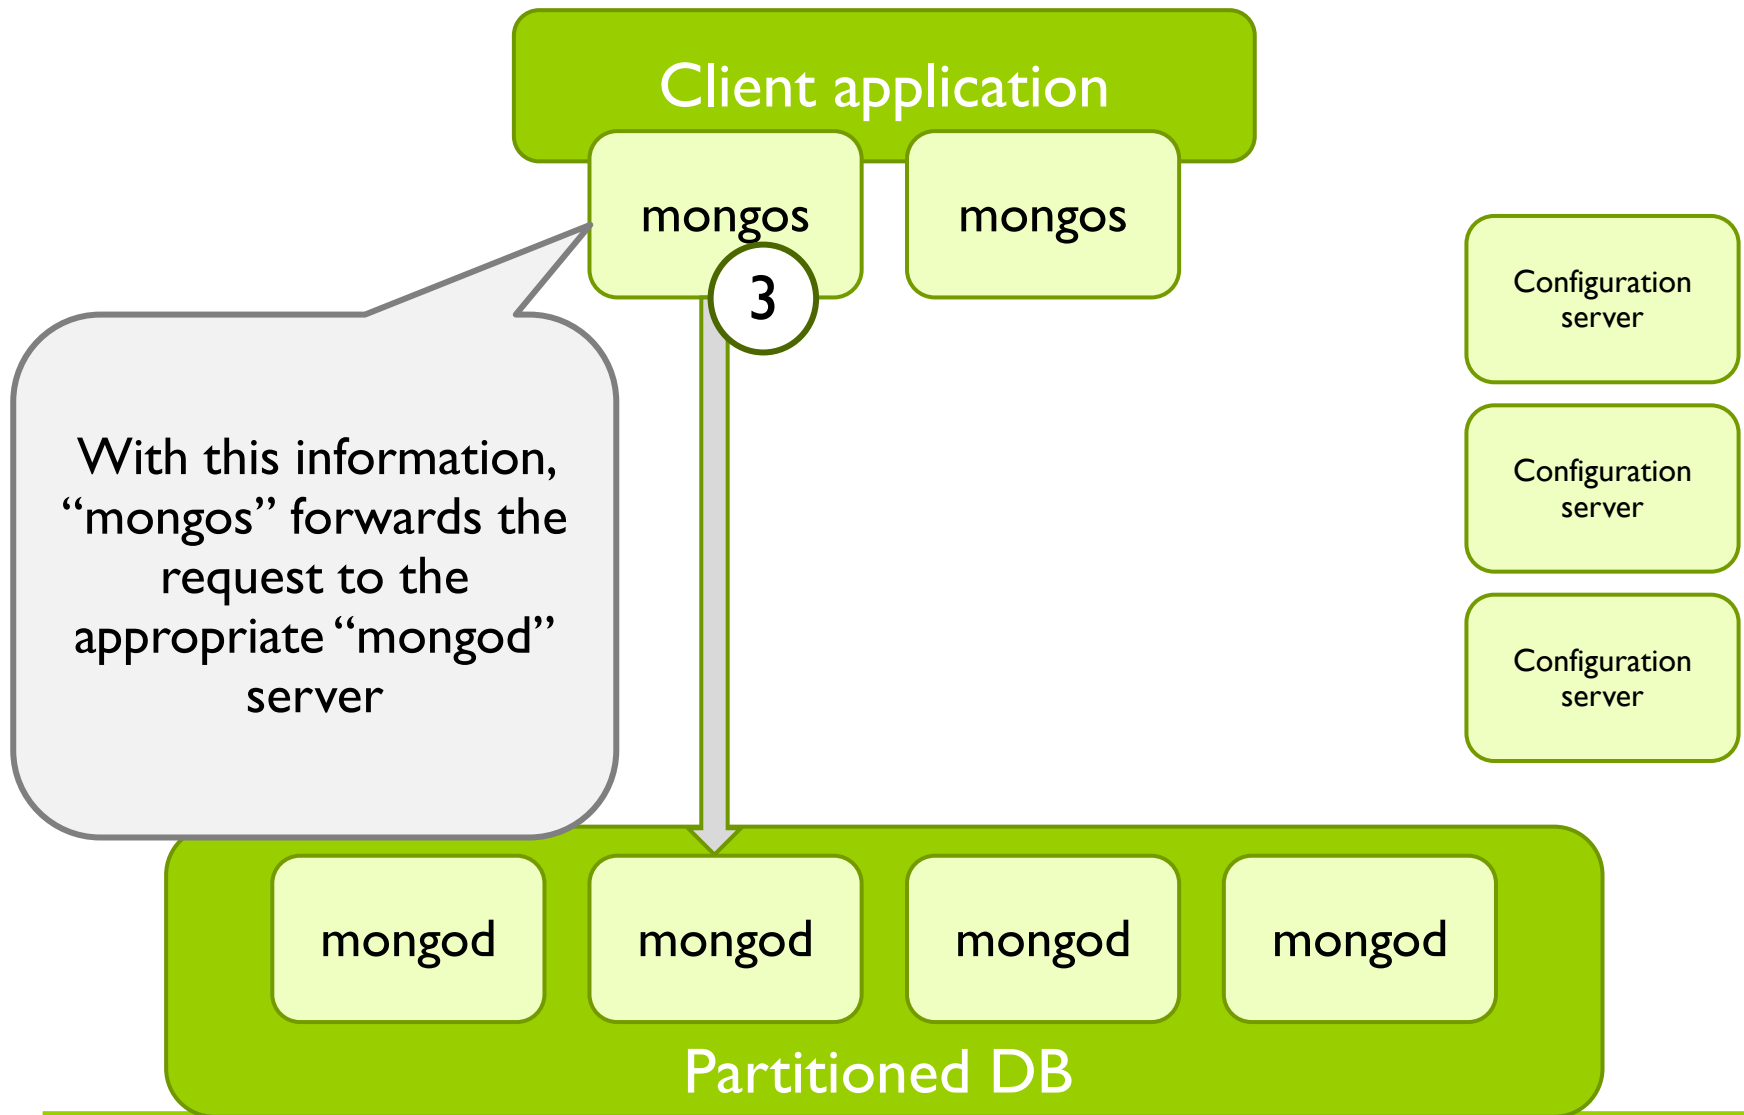 Client application
mongos
mongos
3
Configuration
server
Configuration
server
Configuration
server
With this information,
“mongos” forwards the
request to the
appropriate “mongod”
server
mongod
mongod
mongod
mongod
Partitioned DB